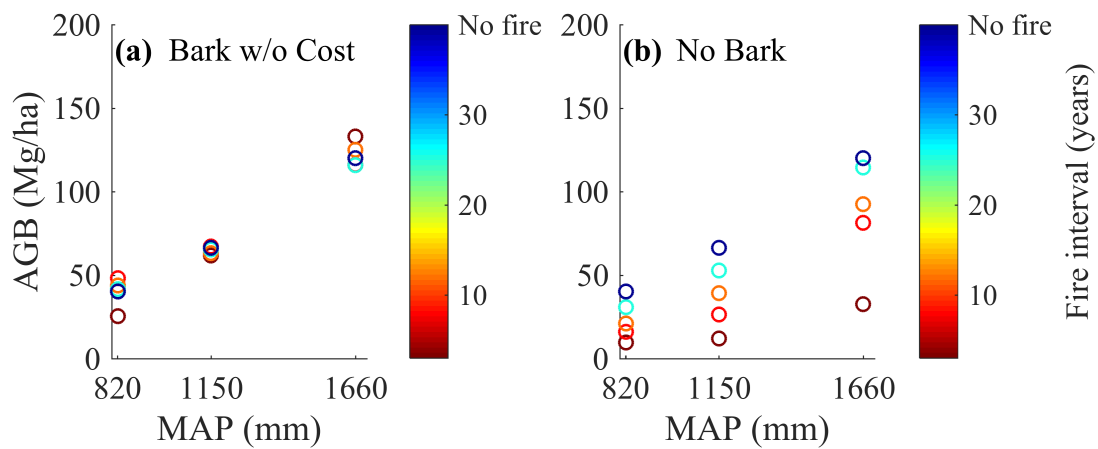 200
150
100
50
0
AGB (Mg/ha)
(a) Bark w/o Cost
820 1150 1660
MAP (mm)
No fire
30
20
10
200
150
100
50
0
(b) No Bark
820 1150 1660
MAP (mm)
No fire
30
20
10
Fire interval (years)